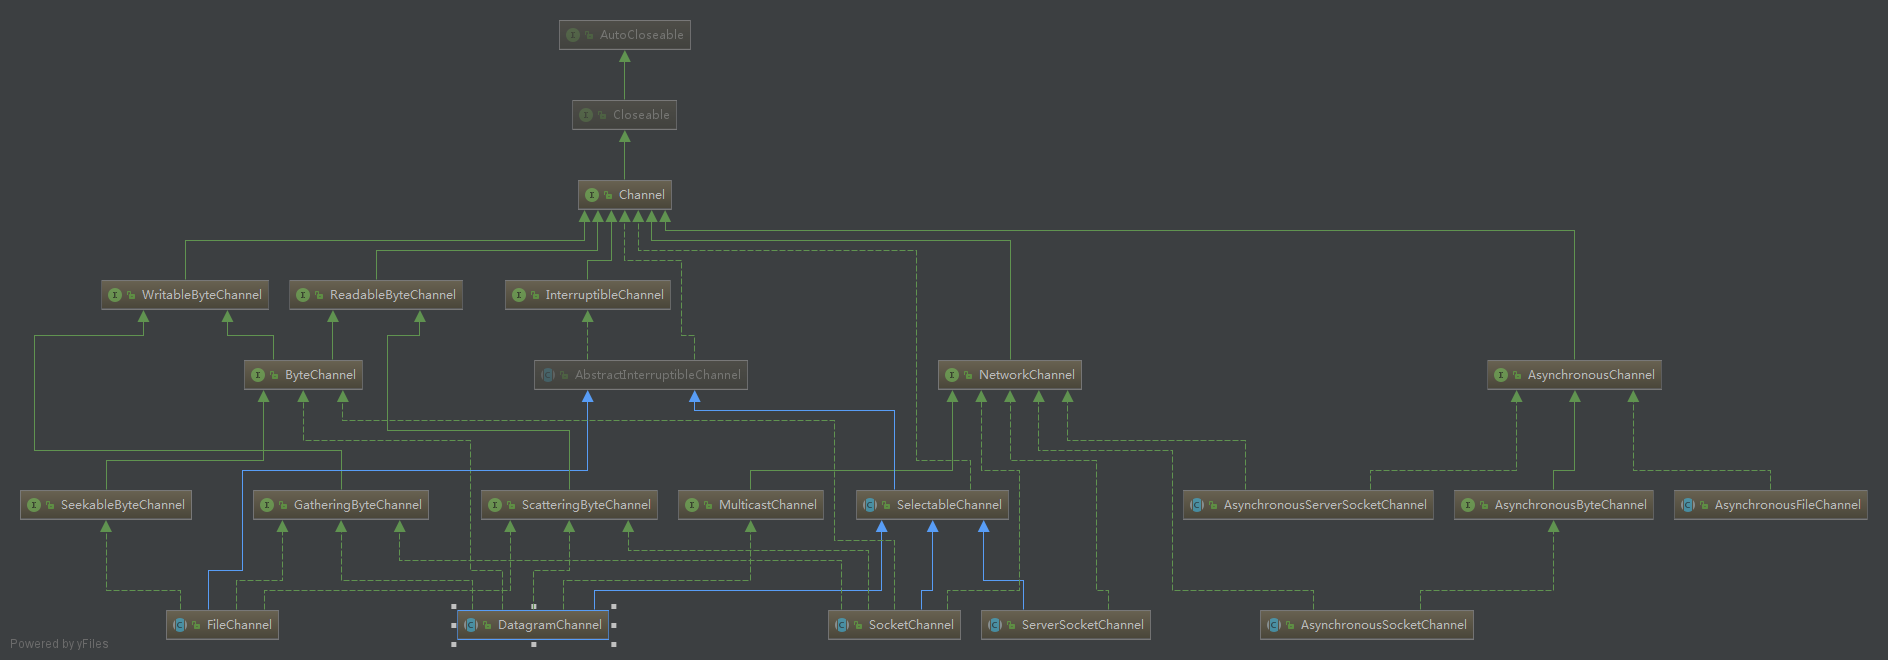 AutoCloseable
Closeable
Channel
WritableByteChannel
ReadableByteChannel
InterruptibleChannel
ByteChannel
AbstractInterruptibleChannel
NetworkChannel
AsynchronousChannel
SeekableByteChannel
GatheringByteChannel
ScatteringByteChannel
MulticastChannel
SelectableChannel
AsynchronousServerSocketChannel
AsynchronousByteChannel
AsynchronousFileChannel
FileChannel
DatagramChannel
SocketChannel
ServerSocketChannel
AsynchronousSocketChannel
Powered by yFiles